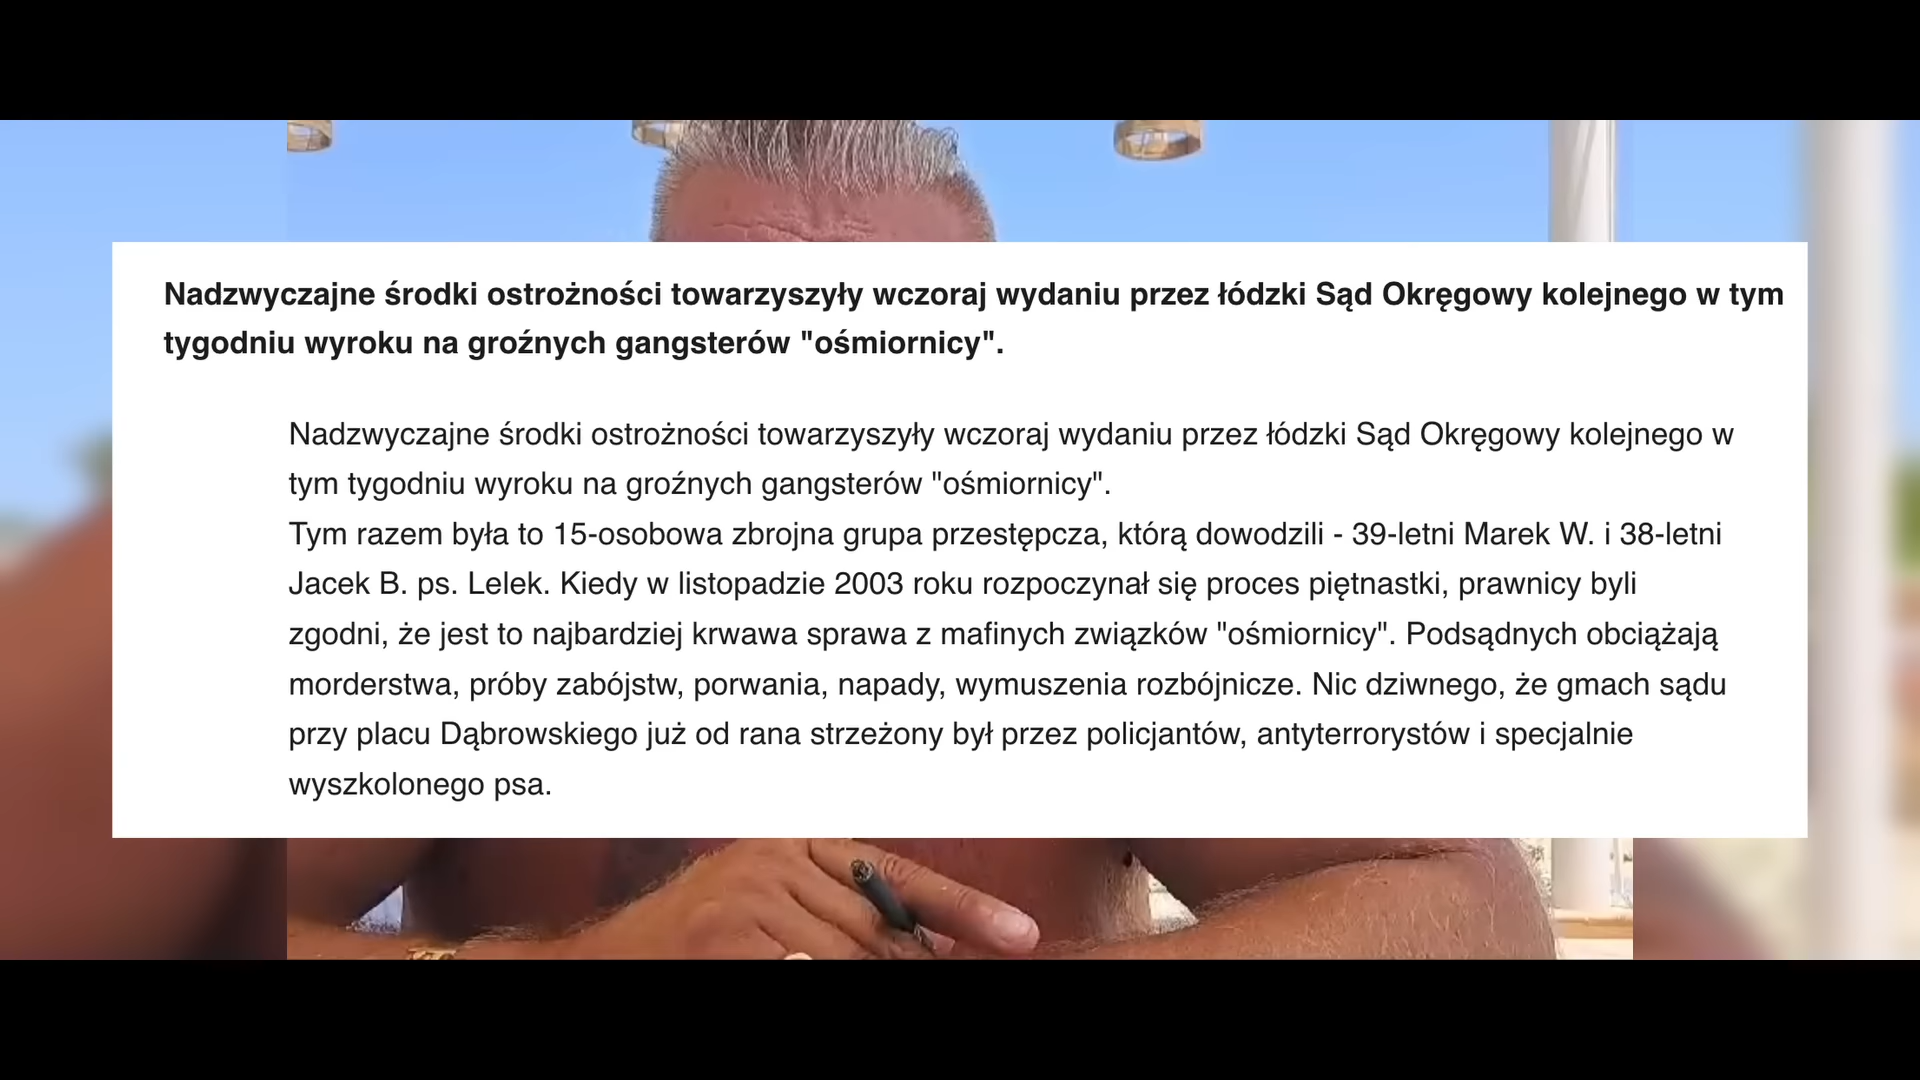 Nadzwyczajne środki ostrożności towarzyszyły wczoraj wydaniu przez łódzki Sąd Okręgowy kolejnego w tym
tygodniu wyroku na groźnych gangsterów "ośmiornicy".
Nadzwyczajne środki ostrożności towarzyszyły wczoraj wydaniu przez łódzki Sąd Okręgowy kolejnego w
tym tygodniu wyroku na groźnych gangsterów "ośmiornicy".
Tym razem była to 15-osobowa zbrojna grupa przestępcza, którą dowodzili - 39-letni Marek W. i 38-letni
Jacek B. ps. Lelek. Kiedy w listopadzie 2003 roku rozpoczynał się proces piętnastki, prawnicy byli
zgodni, że jest to najbardziej krwawa sprawa z mafinych związków "ośmiornicy". Podsądnych obciążają
morderstwa, próby zabójstw, porwania, napady, wymuszenia rozbójnicze. Nic dziwnego, że gmach sądu
przy placu Dąbrowskiego już od rana strzeżony był przez policjantów, antyterrorystów i specjalnie
wyszkolonego psa.